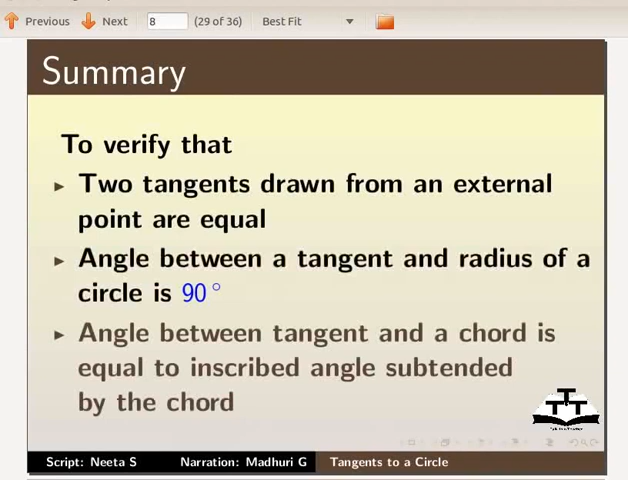 Previous Next 8 (29 of 36) Best Fit
Summary
To verify that
Two tangents drawn from an external
point are equal
Angle between a tangent and radius of a
circle is 90°
Angle between tangent and a chord is
equal to inscribed angle subtended
by the chord
TTT
Script: Neeta S Narration: Madhuri G Tangents to a Circle